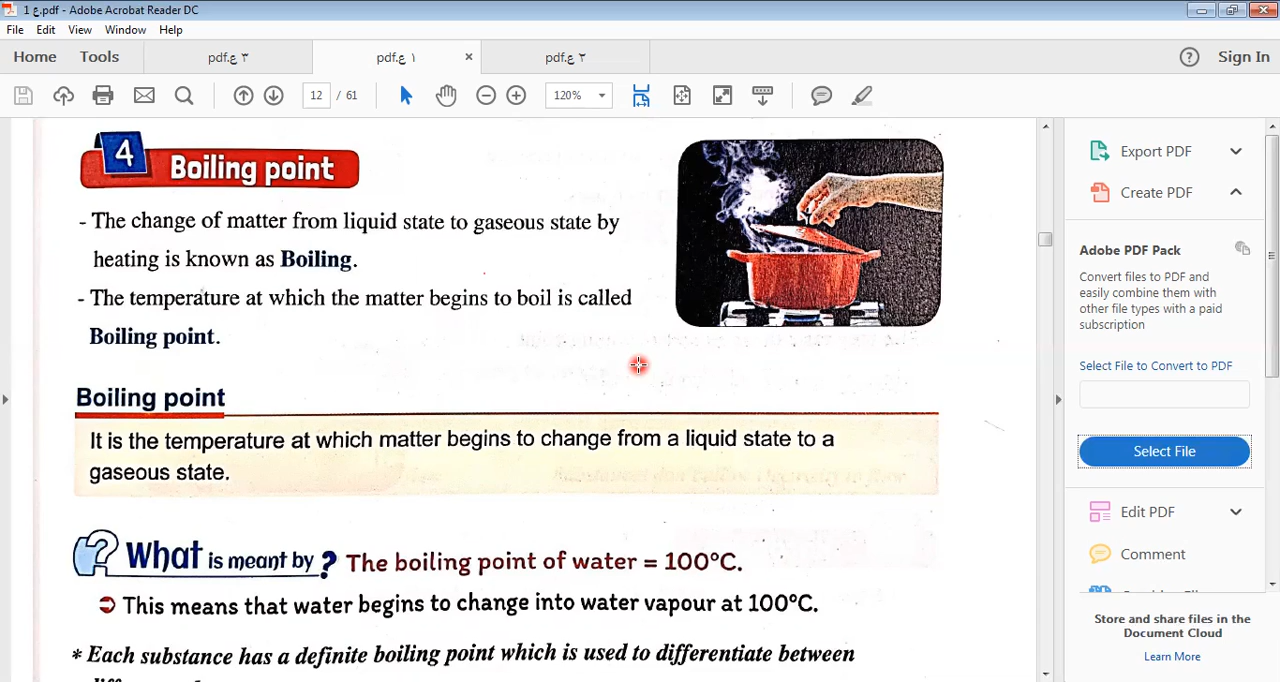 ١ ع.pdf - Adobe Acrobat Reader DC
File Edit View Window Help
Home Tools ٣ ع.pdf ١ ع.pdf × ٢ ع.pdf ? Sign In
12 / 61 120%
4 Boiling point
- The change of matter from liquid state to gaseous state by
heating is known as Boiling.
- The temperature at which the matter begins to boil is called
Boiling point.
Boiling point
It is the temperature at which matter begins to change from a liquid state to a
gaseous state.
What is meant by ? The boiling point of water = 100°C.
This means that water begins to change into water vapour at 100°C.
* Each substance has a definite boiling point which is used to differentiate between
Export PDF
Create PDF
Adobe PDF Pack
Convert files to PDF and
easily combine them with
other file types with a paid
subscription
Select File to Convert to PDF
Select File
Edit PDF
Comment
Store and share files in the
Document Cloud
Learn More